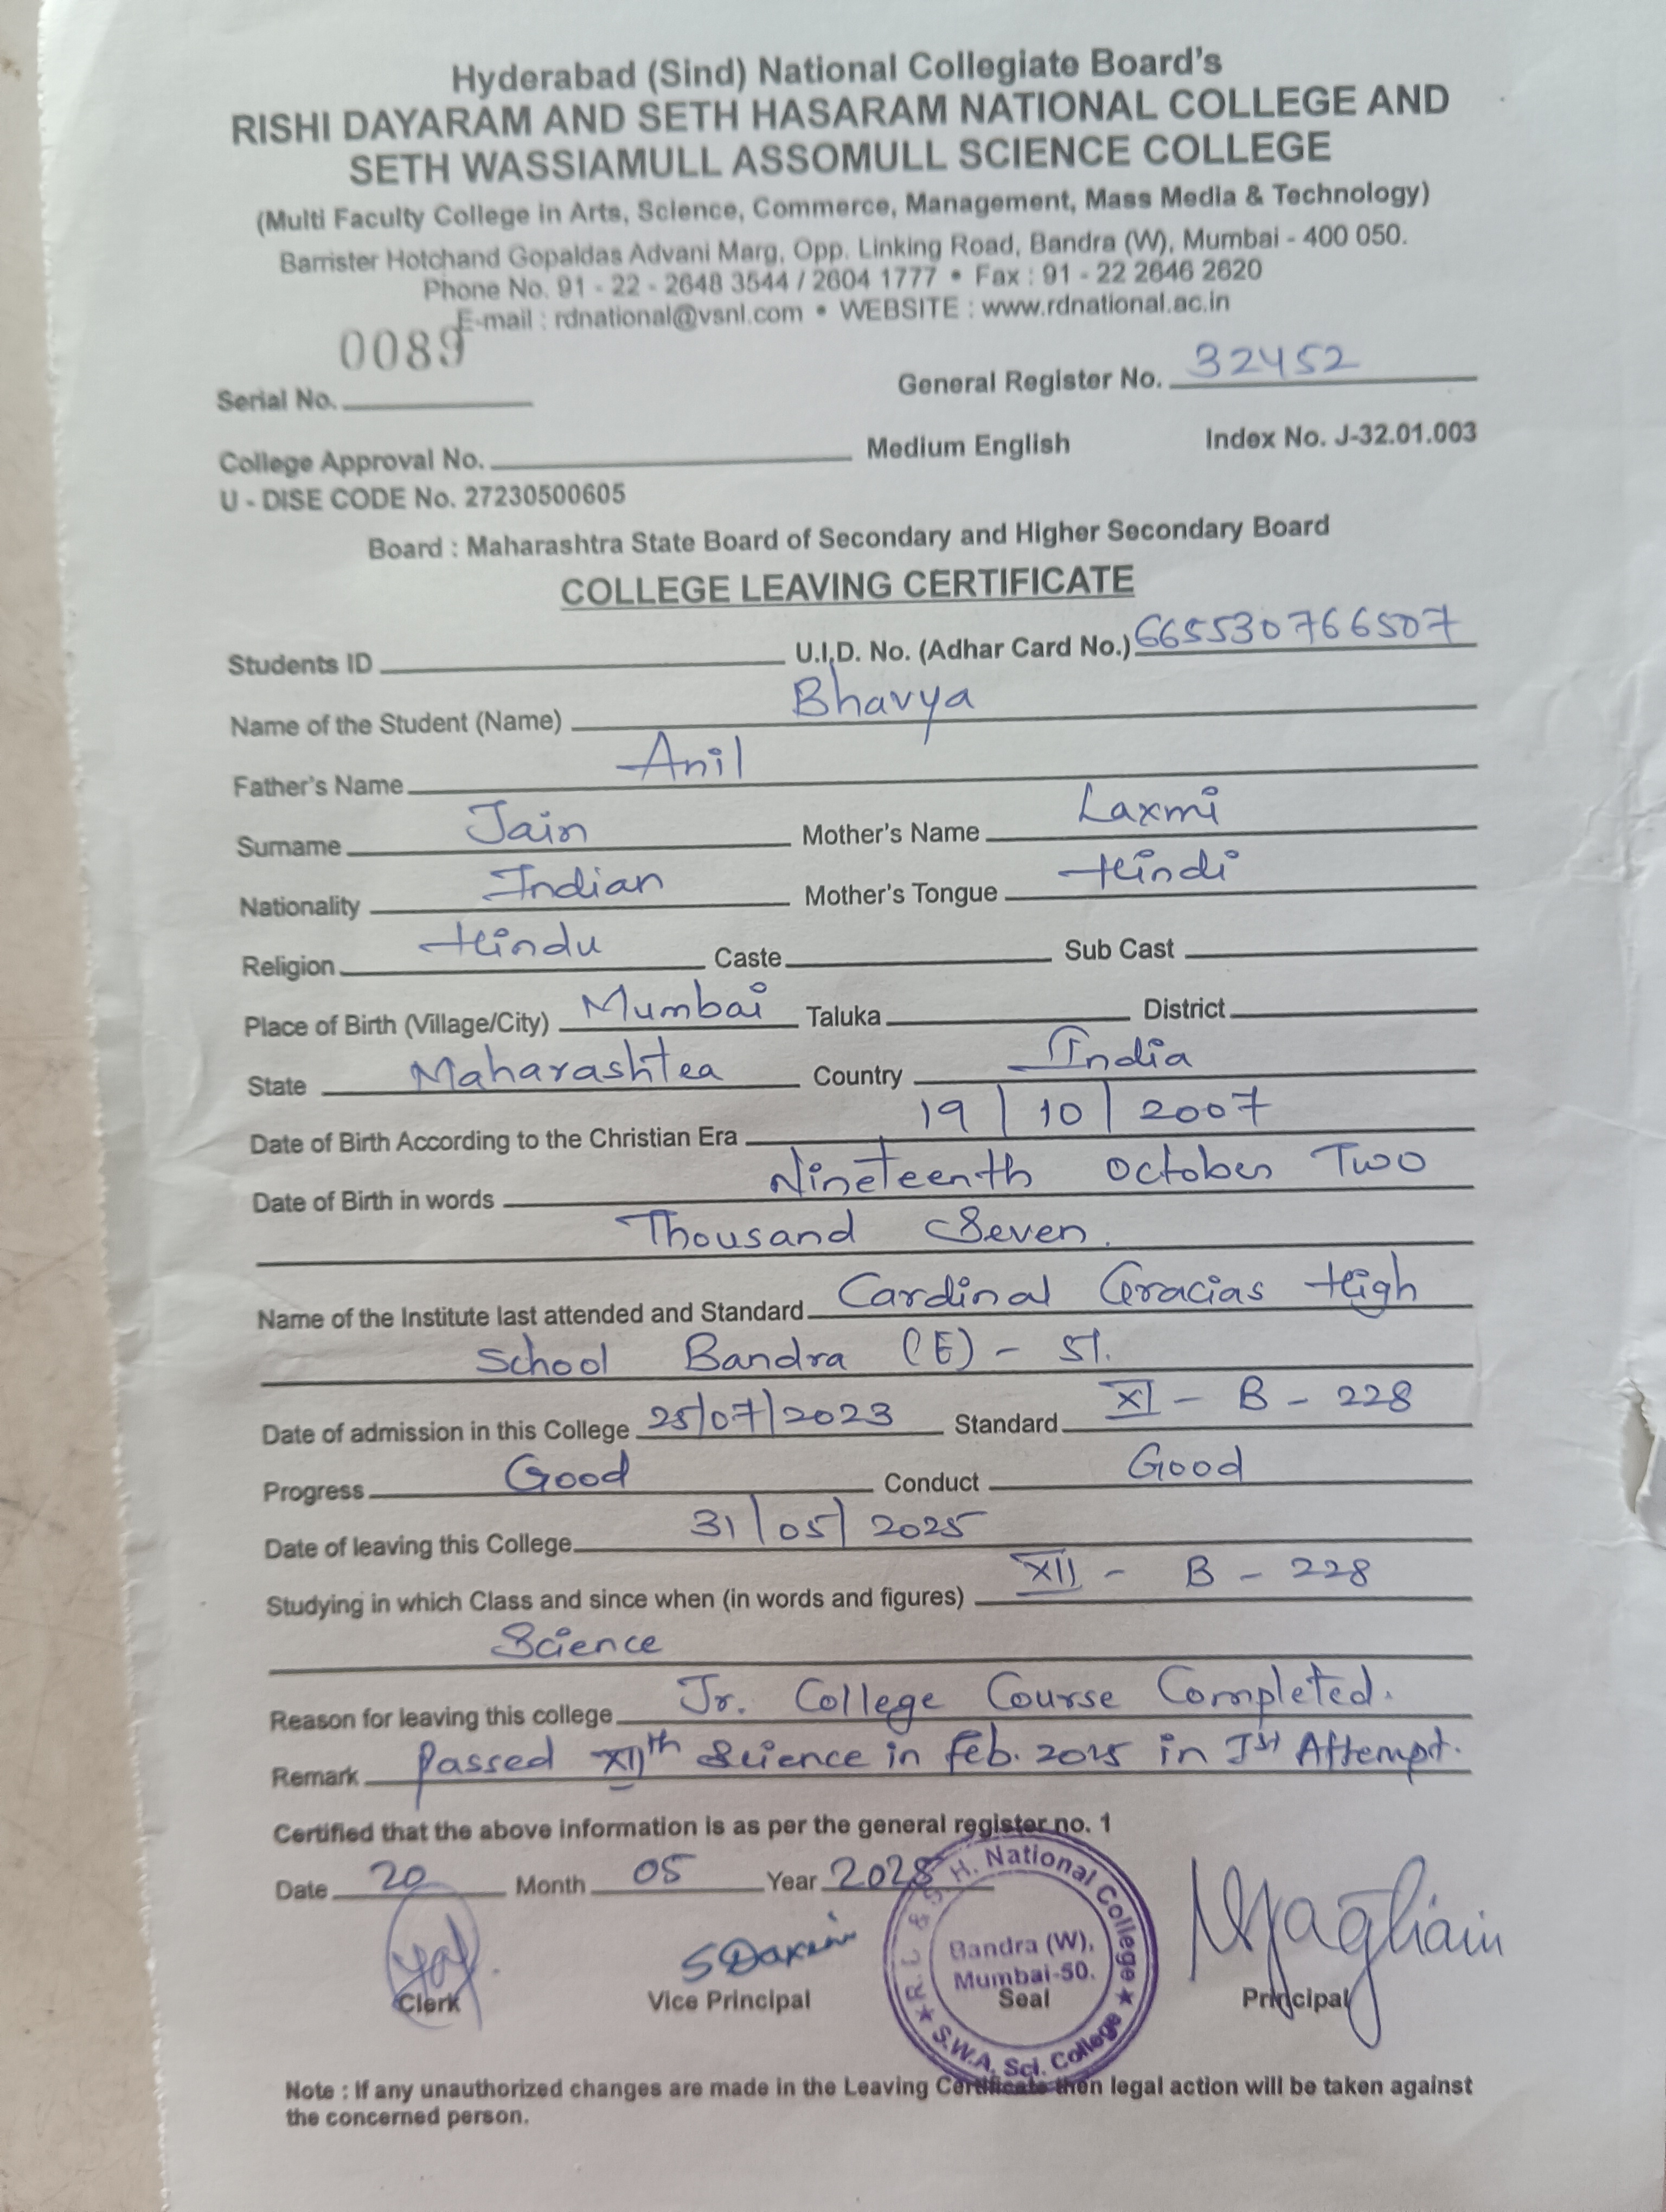 Hyderabad (Sind) National Collegiate Board's
RISHI DAYARAM AND SETH HASARAM NATIONAL COLLEGE AND
SETH WASSIAMULL ASSOMULL SCIENCE COLLEGE
(Multi Faculty College in Arts, Science, Commerce, Management, Mass Media & Technology)
Barrister Hotchand Gopaldas Advani Marg, Opp. Linking Road, Bandra (W), Mumbai - 400 050.
Phone No. 91 - 22 - 2648 3544 / 2604 1777 • Fax : 91 - 22 2646 2620
E-mail : rdnational@vsnl.com • WEBSITE : www.rdnational.ac.in
Serial No. 0089 General Register No. 32452
College Approval No. Medium English Index No. J-32.01.003
U - DISE CODE No. 27230500605
Board : Maharashtra State Board of Secondary and Higher Secondary Board
COLLEGE LEAVING CERTIFICATE
Students ID U.I.D. No. (Adhar Card No.) 665530766507
Name of the Student (Name) Bhavya
Father's Name Anil
Surname Jain Mother's Name Laxmi
Nationality Indian Mother's Tongue Hindi
Religion Hindu Caste Sub Cast
Place of Birth (Village/City) Mumbai Taluka District
State Maharashtra Country India
Date of Birth According to the Christian Era 19/10/2007
Date of Birth in words Nineteenth October Two
Thousand Seven.
Name of the Institute last attended and Standard Cardinal Gracias High
School Bandra (E) - 51.
Date of admission in this College 25/07/2023 Standard XI - B - 228
Progress Good Conduct Good
Date of leaving this College 31/05/2025
Studying in which Class and since when (in words and figures) XII - B - 228
Science
Reason for leaving this college Jr. College Course Completed.
Remark Passed XIIth Science in feb. 2025 in Ist Attempt.
Certified that the above information is as per the general register no. 1
Date 20 Month 05 Year 2025
R.D. & S.H. National College ★ S.W.A. Sci. College ★
Bandra (W),
Mumbai-50.
Clerk Vice Principal Seal Principal
Note : If any unauthorized changes are made in the Leaving Certificate then legal action will be taken against
the concerned person.